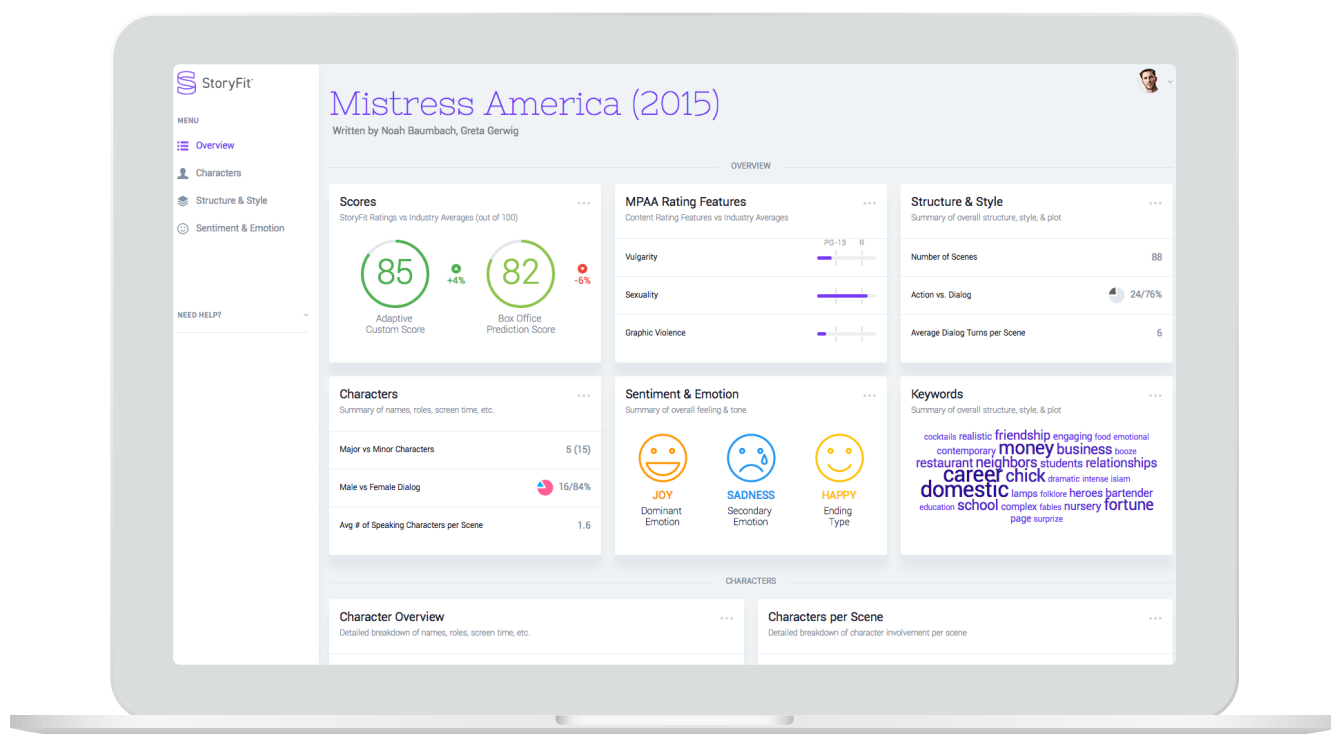 StoryFit
MENU
Overview
Characters
Structure & Style
Sentiment & Emotion
NEED HELP?
Mistress America (2015)
Written by Noah Baumbach, Greta Gerwig
OVERVIEW
Scores
StoryFit Ratings vs Industry Averages (out of 100)
85
+4%
82
-6%
Adaptive
Custom Score
Box Office
Prediction Score
MPAA Rating Features
Content Rating Features vs Industry Averages
PG-13 R
Vulgarity
Sexuality
Graphic Violence
Structure & Style
Summary of overall structure, style, & plot
Number of Scenes 88
Action vs. Dialog 24/76%
Average Dialog Turns per Scene 6
Characters
Summary of names, roles, screen time, etc.
Major vs Minor Characters 5 (15)
Male vs Female Dialog 16/84%
Avg # of Speaking Characters per Scene 1.6
Sentiment & Emotion
Summary of overall feeling & tone
JOY
Dominant
Emotion
SADNESS
Secondary
Emotion
HAPPY
Ending
Type
Keywords
Summary of overall structure, style, & plot
cocktails realistic friendship engaging food emotional
contemporary money business booze
restaurant neighbors students relationships
career chick dramatic intense islam
domestic lamps folklore heroes bartender
education school complex fables nursery fortune
page surprize
CHARACTERS
Character Overview
Detailed breakdown of names, roles, screen time, etc.
Characters per Scene
Detailed breakdown of character involvement per scene